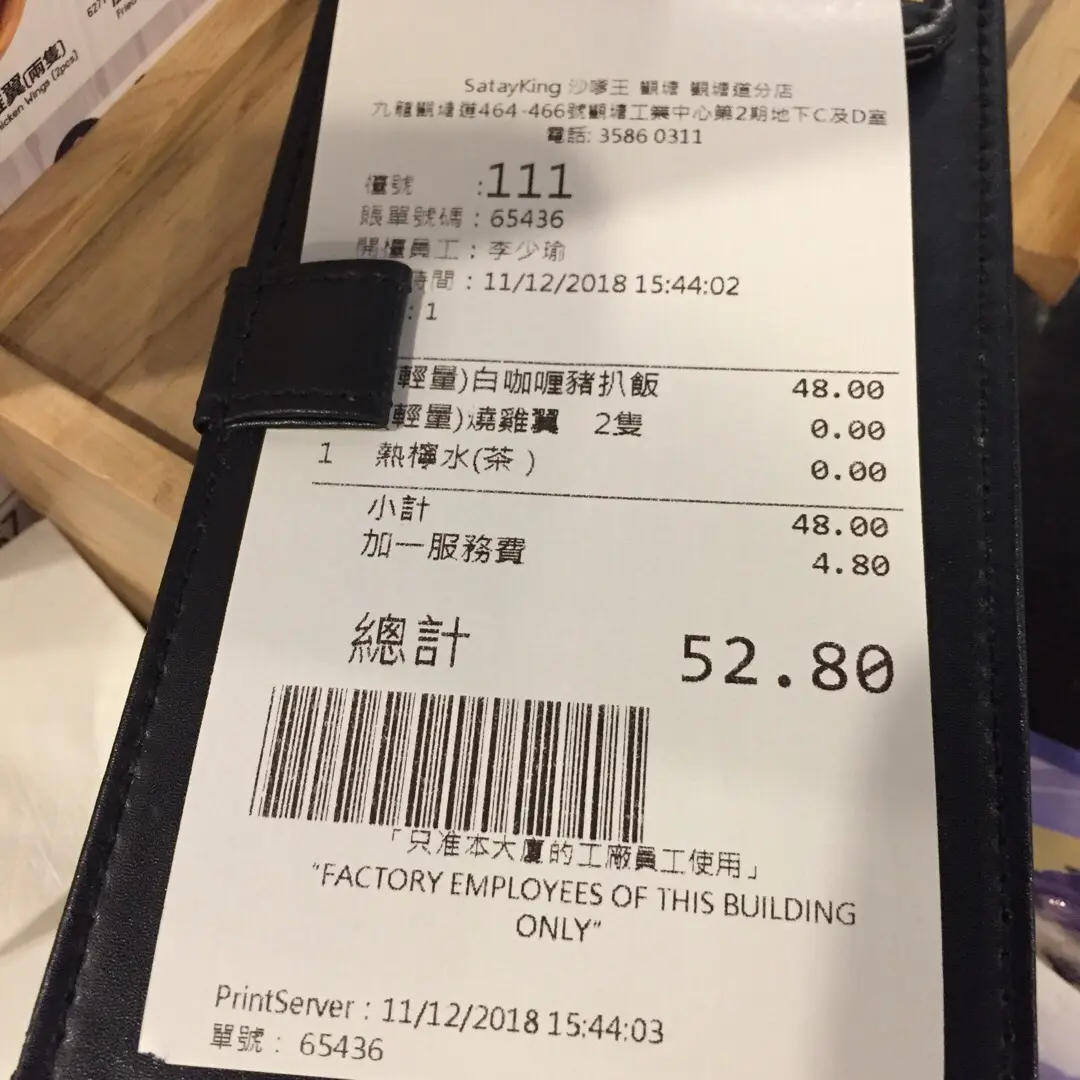 翼(兩隻)
icken Wings (2pcs)
SatayKing 沙嗲王 觀塘 觀塘道分店
九龍觀塘道464-466號觀塘工業中心第2期地下C及D室
電話: 3586 0311
檯號 :111
賬單號碼 : 65436
開檯員工 : 李少瑜
時間 : 11/12/2018 15:44:02
: 1
(輕量)白咖喱豬扒飯 48.00
(輕量)燒雞翼 2隻 0.00
1 熱檸水(茶 ) 0.00
小計 48.00
加一服務費 4.80
總計 52.80
「只准本大廈的工廠員工使用」
“FACTORY EMPLOYEES OF THIS BUILDING
ONLY”
PrintServer : 11/12/2018 15:44:03
單號 : 65436